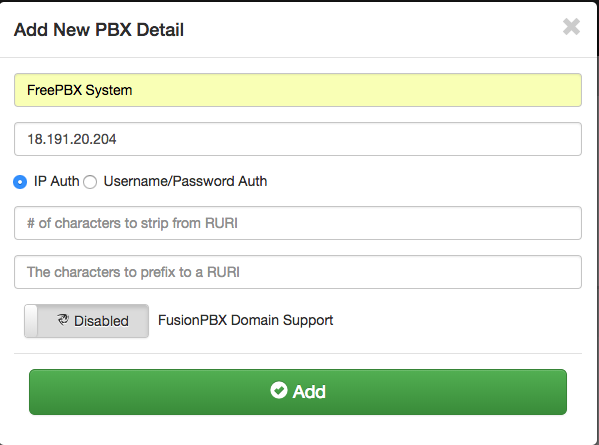 Add New PBX Detail
FreePBX System
18.191.20.204
IP Auth Username/Password Auth
# of characters to strip from RURI
The characters to prefix to a RURI
Disabled FusionPBX Domain Support
Add